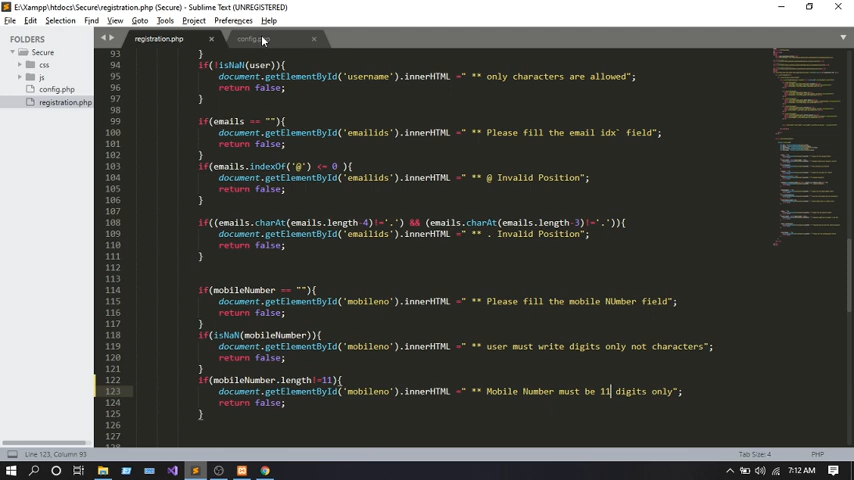 E:\Xampp\htdocs\Secure\registration.php (Secure) - Sublime Text (UNREGISTERED)
File Edit Selection Find View Goto Tools Project Preferences Help
registration.php config.php
FOLDERS
Secure
css
js
config.php
registration.php
93 }
94 if(!isNaN(user)){
95 document.getElementById('username').innerHTML =" ** only characters are allowed";
96 return false;
97 }
98
99 if(emails == ""){
100 document.getElementById('emailids').innerHTML =" ** Please fill the email idx` field";
101 return false;
102 }
103 if(emails.indexOf('@') <= 0 ){
104 document.getElementById('emailids').innerHTML =" ** @ Invalid Position";
105 return false;
106 }
107
108 if((emails.charAt(emails.length-4)!='.') && (emails.charAt(emails.length-3)!='.')){
109 document.getElementById('emailids').innerHTML =" ** . Invalid Position";
110 return false;
111 }
112
113
114 if(mobileNumber == ""){
115 document.getElementById('mobileno').innerHTML =" ** Please fill the mobile NUmber field";
116 return false;
117 }
118 if(isNaN(mobileNumber)){
119 document.getElementById('mobileno').innerHTML =" ** user must write digits only not characters";
120 return false;
121 }
122 if(mobileNumber.length!=11){
123 document.getElementById('mobileno').innerHTML =" ** Mobile Number must be 11 digits only";
124 return false;
125 }
126
127
128
Line 123, Column 93 Tab Size: 4 PHP
7:12 AM